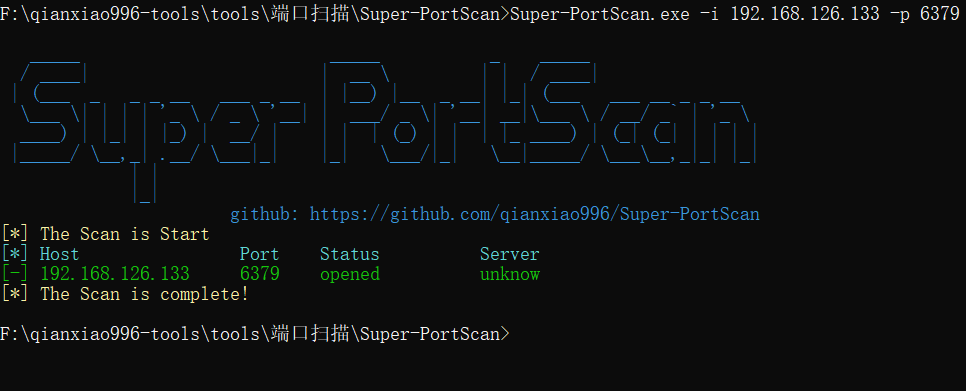 F:\qianxiao996-tools\tools\端口扫描\Super-PortScan>Super-PortScan.exe -i 192.168.126.133 -p 6379
Super PortScan
github: https://github.com/qianxiao996/Super-PortScan
[*] The Scan is Start
[*] Host Port Status Server
[-] 192.168.126.133 6379 opened unknow
[*] The Scan is complete!
F:\qianxiao996-tools\tools\端口扫描\Super-PortScan>